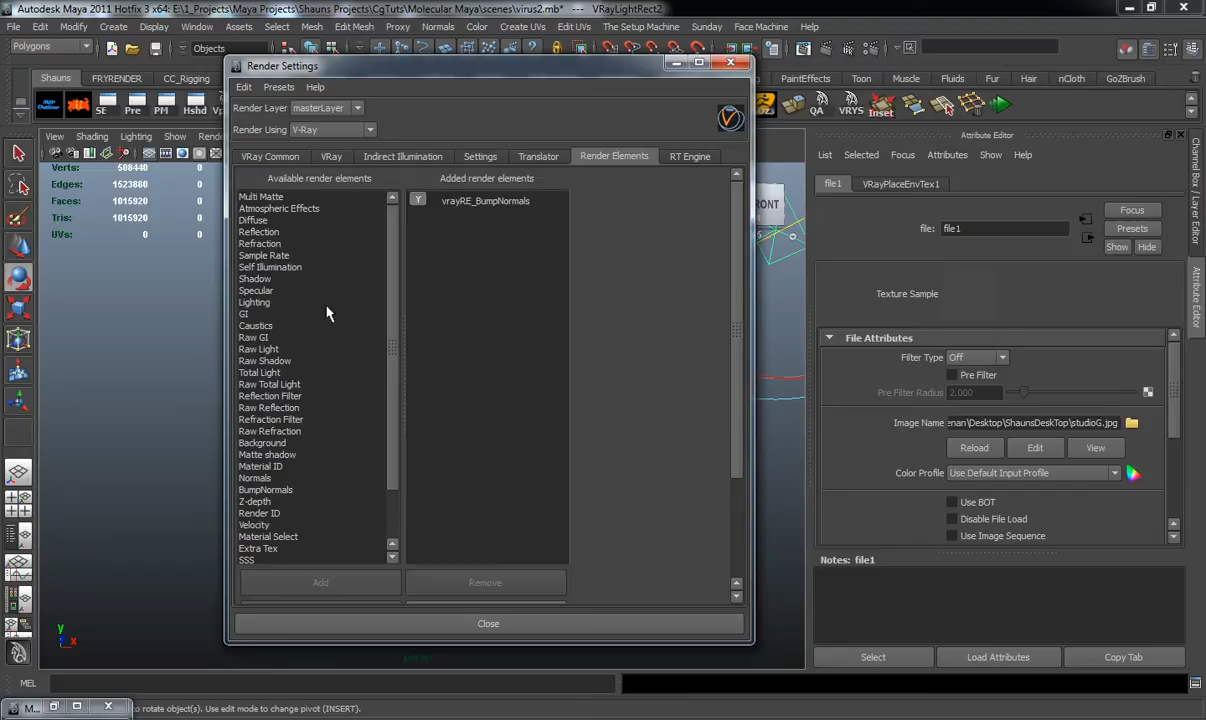 Autodesk Maya 2011 Hotfix 3 x64: E:\1_Projects\Maya Projects\Shauns Projects\CgTuts\Molecular Maya\scenes\virus2.mb* --- VRayLightRect2
File Edit Modify Create Display Window Assets Select Mesh Edit Mesh Proxy Normals Color Create UVs Edit UVs The Setup Machine Sunday Face Machine Help
Polygons Objects
Shauns FRYRENDER CC_Rigging PaintEffects Toon Muscle Fluids Fur Hair nCloth GoZBrush
SE Pre PM Hshd QA VRYS Inset
View Shading Lighting Show
Verts: 508440 0
Edges: 1523880 0
Faces: 1015920 0
Tris: 1015920 0
UVs: 0 0
Render Settings
Edit Presets Help
Render Layer masterLayer
Render Using V-Ray
VRay Common VRay Indirect Illumination Settings Translator Render Elements RT Engine
Available render elements Added render elements
Multi Matte
Atmospheric Effects
Diffuse
Reflection
Refraction
Sample Rate
Self Illumination
Shadow
Specular
Lighting
GI
Caustics
Raw GI
Raw Light
Raw Shadow
Total Light
Raw Total Light
Reflection Filter
Raw Reflection
Refraction Filter
Raw Refraction
Background
Matte shadow
Material ID
Normals
BumpNormals
Z-depth
Render ID
Velocity
Material Select
Extra Tex
SSS
Y vrayRE_BumpNormals
Add Remove
Close
Attribute Editor
List Selected Focus Attributes Show Help
file1 VRayPlaceEnvTex1
file: file1
Focus
Presets
Show Hide
Texture Sample
File Attributes
Filter Type Off
Pre Filter
Pre Filter Radius 2.000
Image Name enan\Desktop\ShaunsDeskTop\studioG.jpg
Reload Edit View
Color Profile Use Default Input Profile
Use BOT
Disable File Load
Use Image Sequence
Notes: file1
Select Load Attributes Copy Tab
Channel Box / Layer Editor
Attribute Editor
y
x
MEL
M...
to rotate object(s). Use edit mode to change pivot (INSERT).